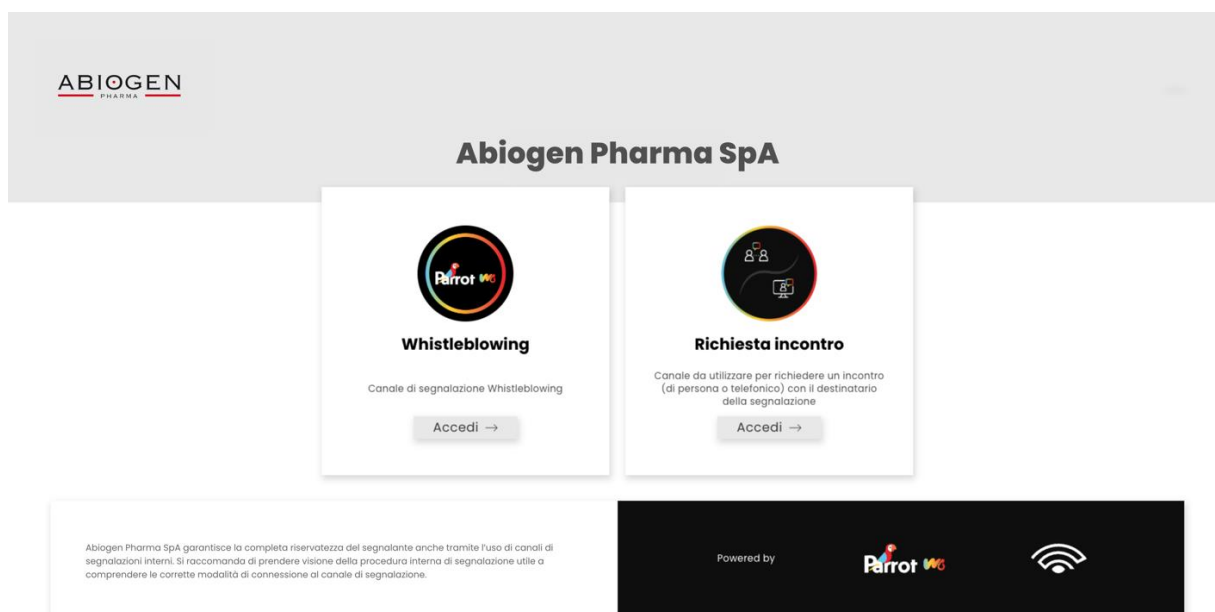 ABIOGEN
PHARMA
Abiogen Pharma SpA
Parrot
Whistleblowing
Canale di segnalazione Whistleblowing
Accedi →
Richiesta incontro
Canale da utilizzare per richiedere un incontro
(di persona o telefonico) con il destinatario
della segnalazione
Accedi →
Abiogen Pharma SpA garantisce la completa riservatezza del segnalante anche tramite l'uso di canali di
segnalazioni interni. Si raccomanda di prendere visione della procedura interna di segnalazione utile a
comprendere le corrette modalità di connessione al canale di segnalazione.
Powered by
Parrot